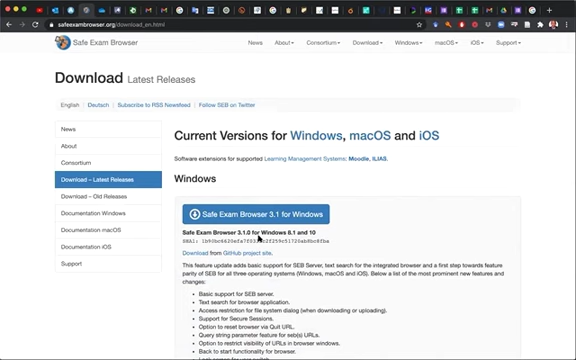 safeexambrowser.org/download_en.html
Safe Exam Browser
News About Consortium Download Windows macOS iOS Support
Download Latest Releases
English Deutsch Subscribe to RSS Newsfeed Follow SEB on Twitter
News
About
Consortium
Download – Latest Releases
Download – Old Releases
Documentation Windows
Documentation macOS
Documentation iOS
Support
Current Versions for Windows, macOS and iOS
Software extensions for supported Learning Management Systems: Moodle, ILIAS.
Windows
Safe Exam Browser 3.1 for Windows
Safe Exam Browser 3.1.0 for Windows 8.1 and 10
SHA1:
Download from GitHub project site.
This feature update adds basic support for SEB Server, text search for the integrated browser and a first step towards feature
parity of SEB for all three operating systems (Windows, macOS and iOS). Below a list of the most prominent new features and
changes:
• Basic support for SEB server.
• Text search for browser application.
• Access restriction for file system dialog (when downloading or uploading).
• Support for Secure Sessions.
• Option to reset browser via Quit URL.
• Query string parameter for seb(s) URLs.
• Option to restrict visibility of URLs in browser windows.
• Back to start functionality for browser.